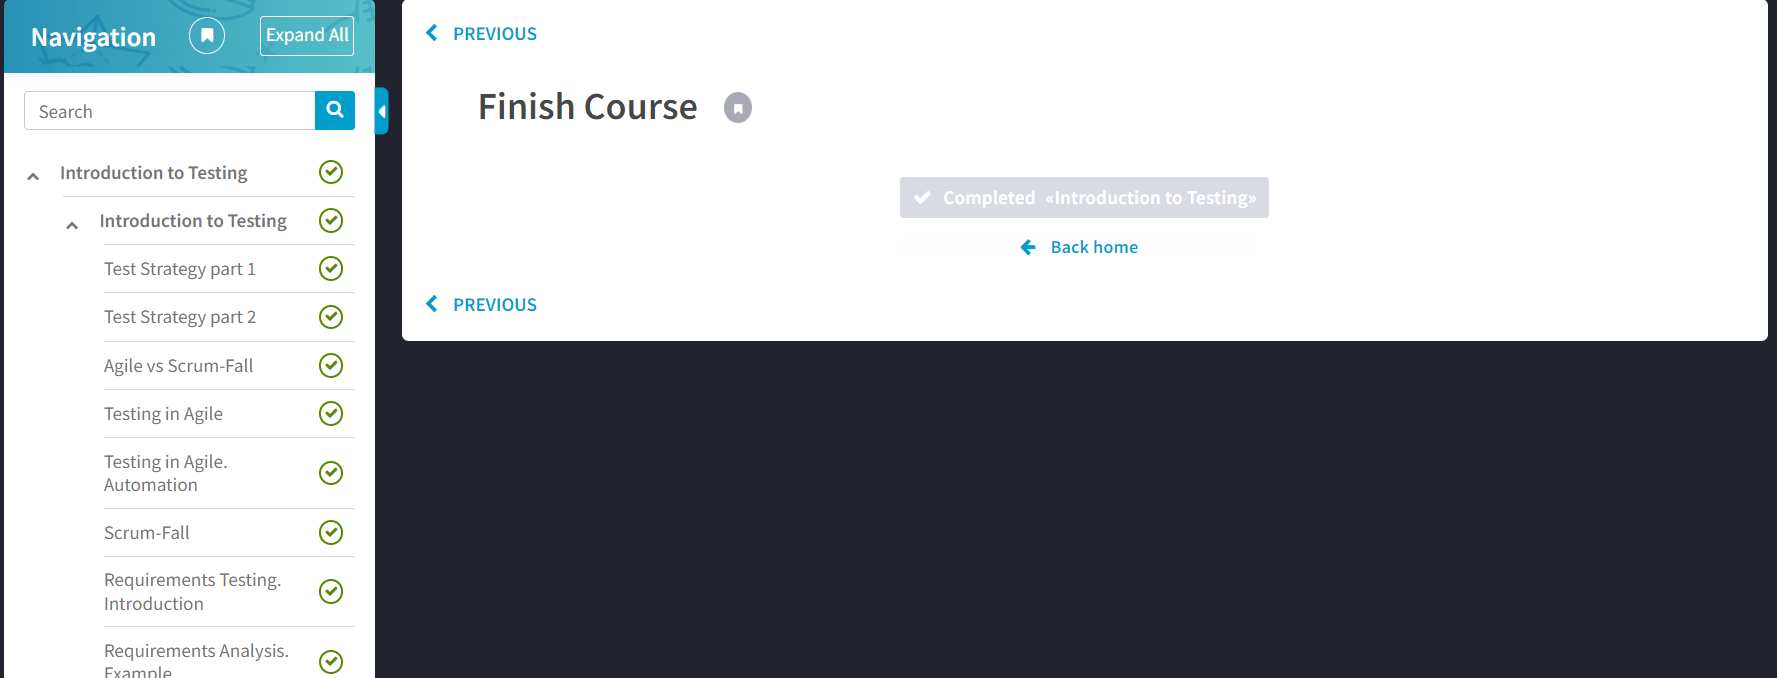 Navigation
Expand All
Search
Introduction to Testing
Introduction to Testing
Test Strategy part 1
Test Strategy part 2
Agile vs Scrum-Fall
Testing in Agile
Testing in Agile.
Automation
Scrum-Fall
Requirements Testing.
Introduction
Requirements Analysis.
Example
PREVIOUS
Finish Course
Completed «Introduction to Testing»
Back home
PREVIOUS